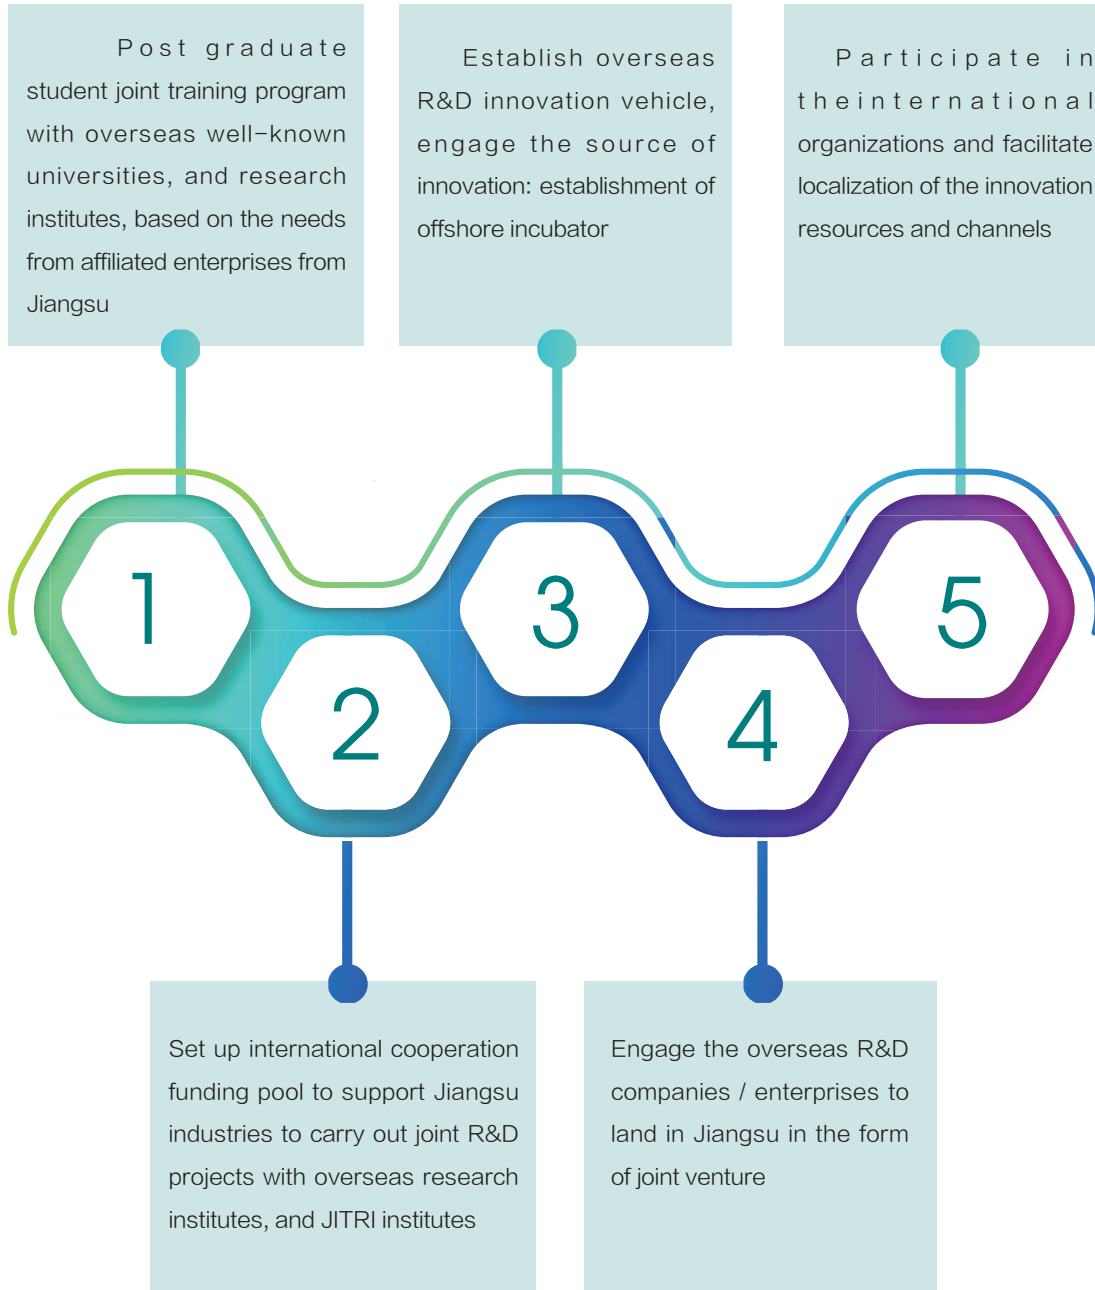 Post graduate
student joint training program
with overseas well-known
universities, and research
institutes, based on the needs
from affiliated enterprises from
Jiangsu
Establish overseas
R&D innovation vehicle,
engage the source of
innovation: establishment of
offshore incubator
Participate in
theinternational
organizations and facilitate
localization of the innovation
resources and channels
1
2
3
4
5
Set up international cooperation
funding pool to support Jiangsu
industries to carry out joint R&D
projects with overseas research
institutes, and JITRI institutes
Engage the overseas R&D
companies / enterprises to
land in Jiangsu in the form
of joint venture